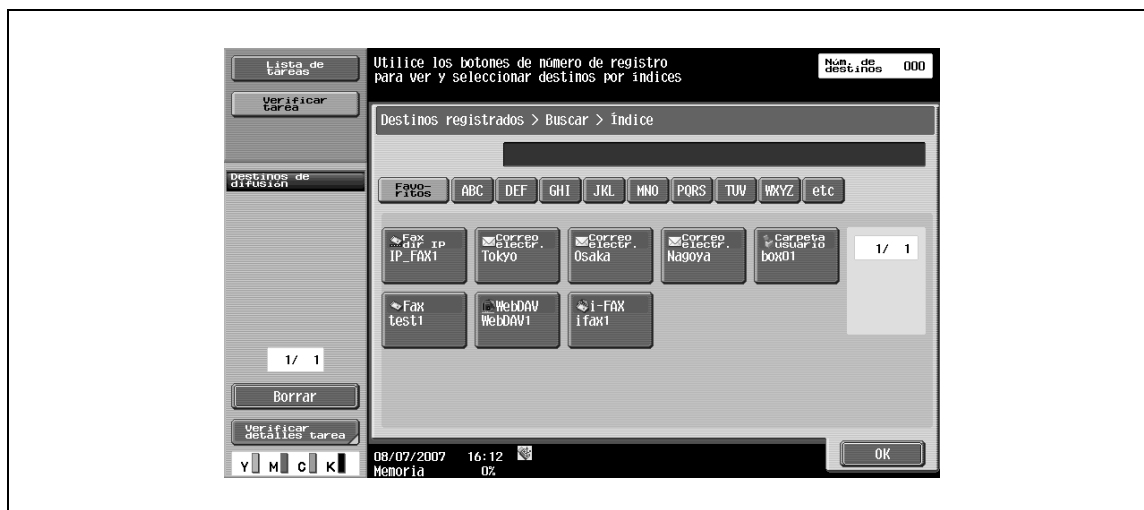 Lista de
tareas
Verificar
tarea
Utilice los botones de número de registro
para ver y seleccionar destinos por índices
Núm. de
destinos 000
Destinos registrados > Buscar > Índice
Destinos de
difusión
Favo-
ritos ABC DEF GHI JKL MNO PQRS TUV WXYZ etc
Fax
dir IP
IP_FAX1
Correo
electr.
Tokyo
Correo
electr.
Osaka
Correo
electr.
Nagoya
Carpeta
usuario
box01
1/ 1
Fax
test1
WebDAV
WebDAV1
i-FAX
ifax1
1/ 1
Borrar
Verificar
detalles tarea
Y M C K
08/07/2007 16:12
Memoria 0%
OK